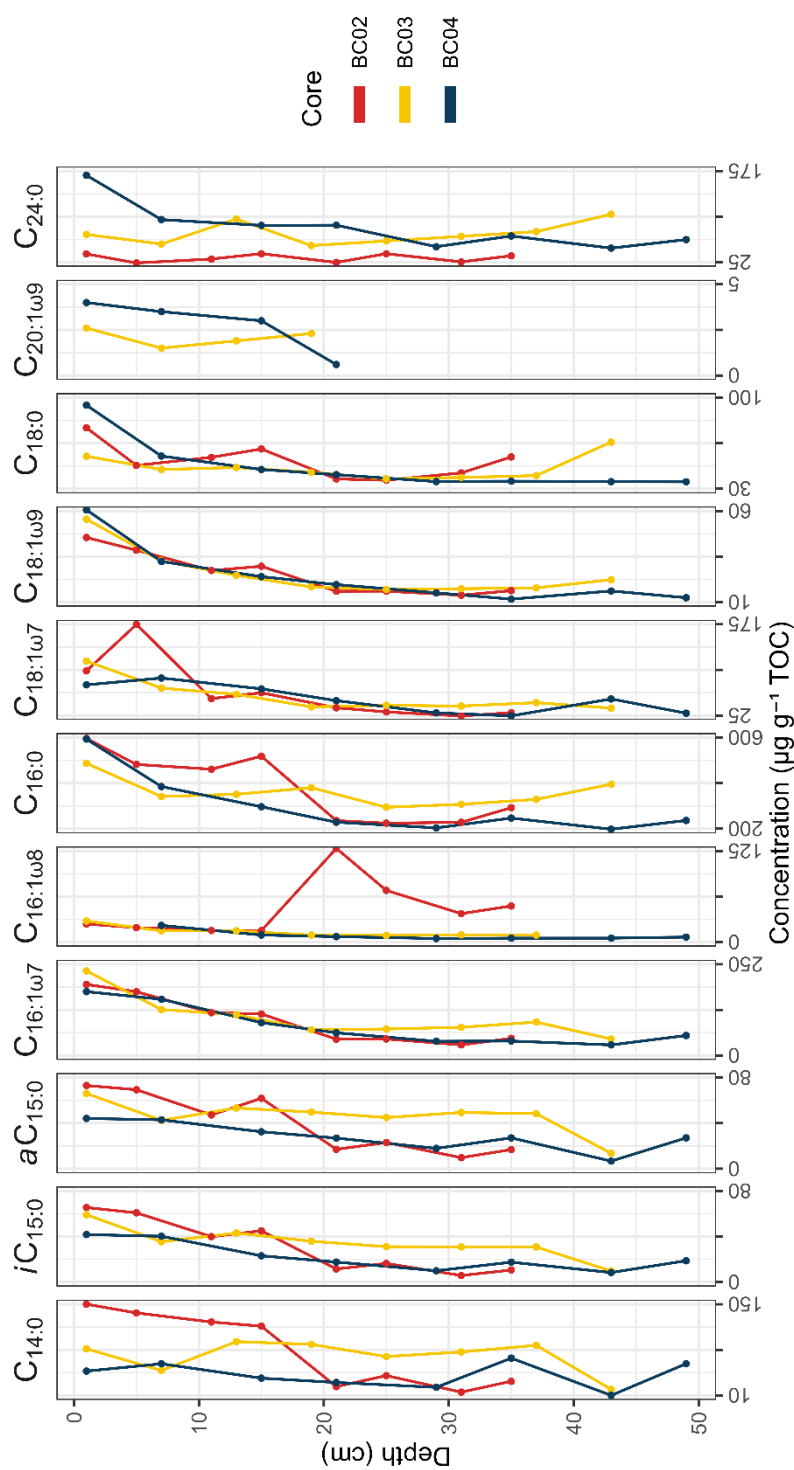 C14:0
iC15:0
aC15:0
C16:1ω7
C16:1ω8
C16:0
C18:1ω7
C18:1ω9
C18:0
C20:1ω9
C24:0
Depth (cm)
0
10
20
30
40
50
10 150
0 80
0 80
0 250
0 125
200 600
25 175
10 60
30 100
0 5
25 175
Concentration (µg g⁻¹ TOC)
Core
BC02
BC03
BC04